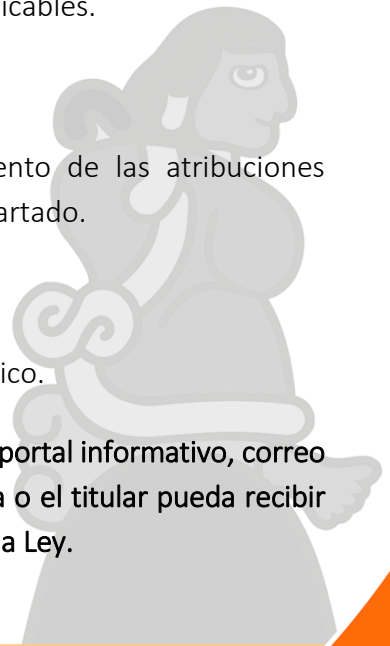 icables.
ento de las atribuciones
artado.
ico.
portal informativo, correo
a o el titular pueda recibir
a Ley.